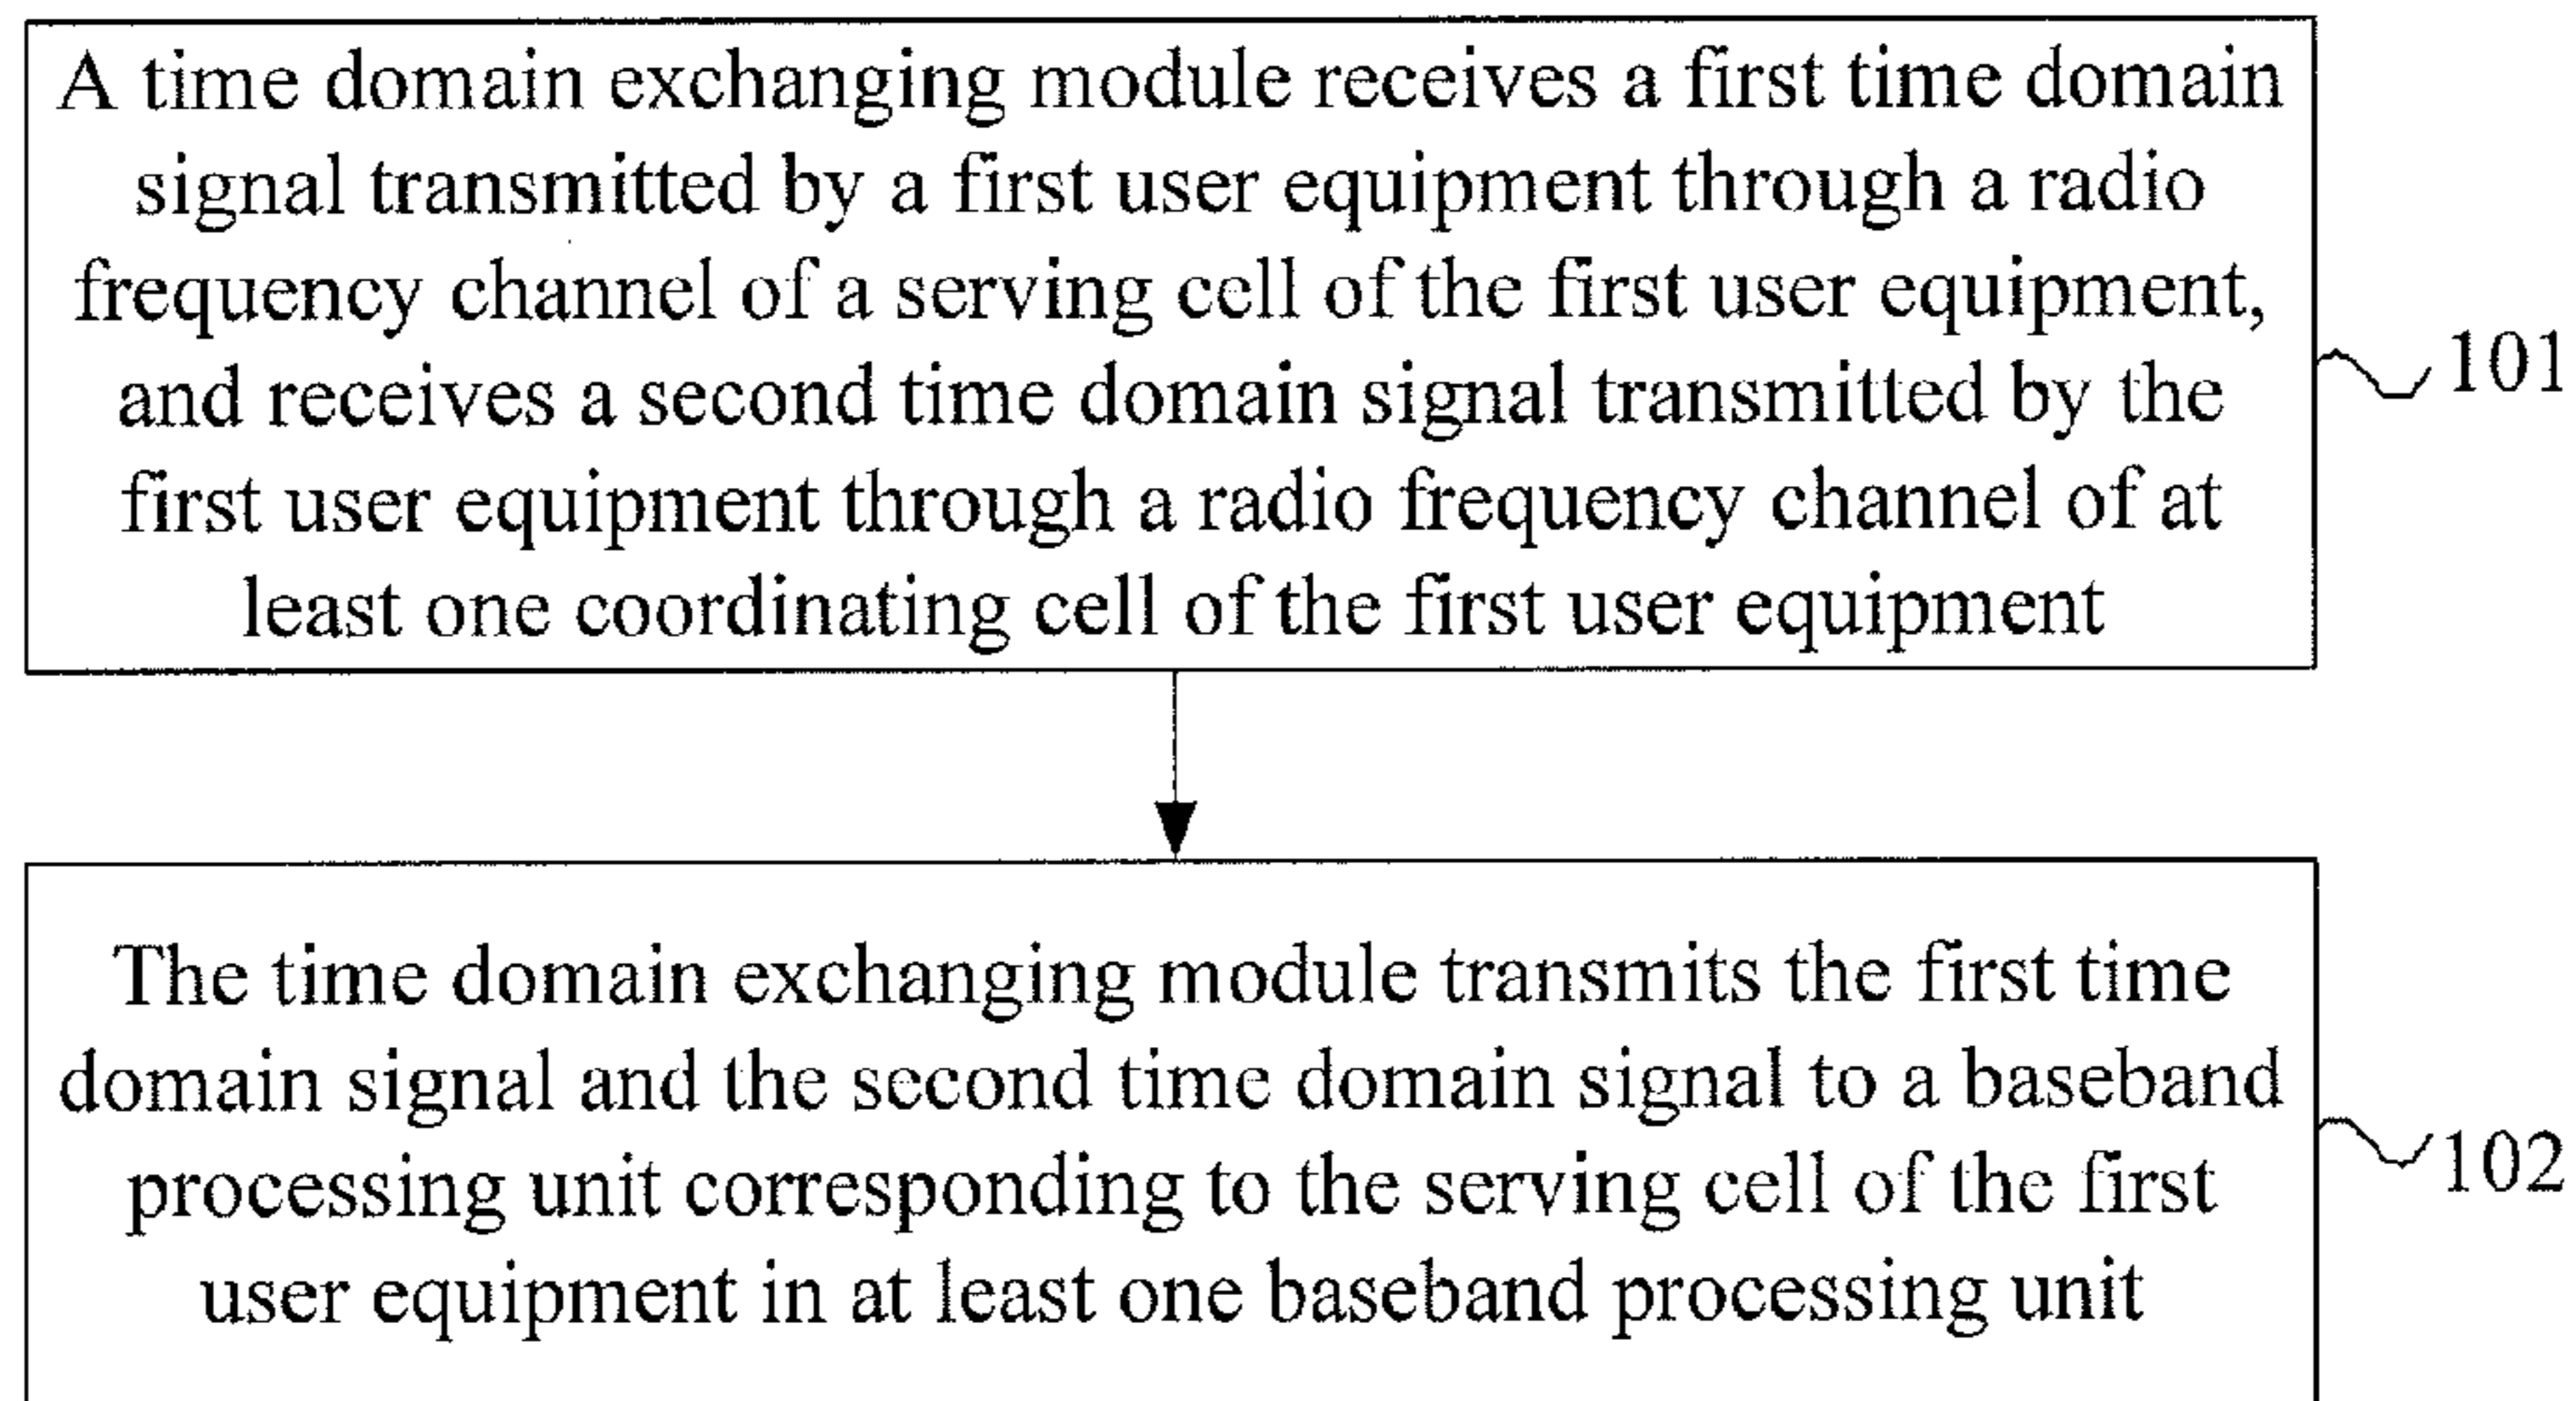 A time domain exchanging module receives a first time domain
signal transmitted by a first user equipment through a radio
frequency channel of a serving cell of the first user equipment,
and receives a second time domain signal transmitted by the
first user equipment through a radio frequency channel of at
least one coordinating cell of the first user equipment
101
The time domain exchanging module transmits the first time
domain signal and the second time domain signal to a baseband
processing unit corresponding to the serving cell of the first
user equipment in at least one baseband processing unit
102